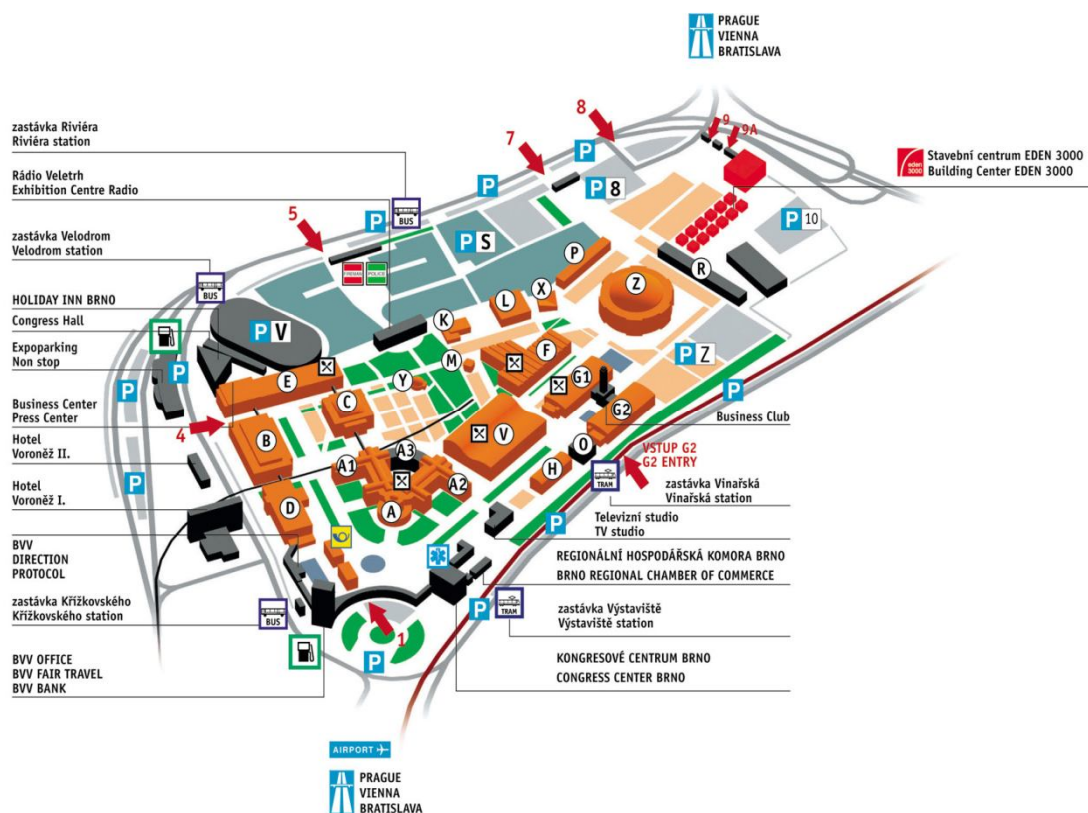 PRAGUE
VIENNA
BRATISLAVA
8
9
9A
7
zastávka Riviéra
Riviéra station
eden
3000
Stavební centrum EDEN 3000
Building Center EDEN 3000
P
P
P 8
Rádio Veletrh
Exhibition Centre Radio
5
P
BUS
P S
P 10
zastávka Velodrom
Velodrom station
FIREMAN
POLICE
P
R
Z
BUS
HOLIDAY INN BRNO
Congress Hall
Expoparking
Non stop
P V
K
L
X
F
M
P Z
P
P
E
Y
C
G1
G2
P
Business Center
Press Center
4
B
V
O
Business Club
VSTUP G2
G2 ENTRY
Hotel
Voroněž II.
A1
A3
A2
A
H
TRAM
zastávka Vinařská
Vinařská station
P
Hotel
Voroněž I.
D
P
Televizní studio
TV studio
BVV
DIRECTION
PROTOCOL
REGIONÁLNÍ HOSPODÁŘSKÁ KOMORA BRNO
BRNO REGIONAL CHAMBER OF COMMERCE
zastávka Křížkovského
Křížkovského station
BUS
1
P
TRAM
zastávka Výstaviště
Výstaviště station
BVV OFFICE
BVV FAIR TRAVEL
BVV BANK
P
KONGRESOVÉ CENTRUM BRNO
CONGRESS CENTER BRNO
AIRPORT
PRAGUE
VIENNA
BRATISLAVA